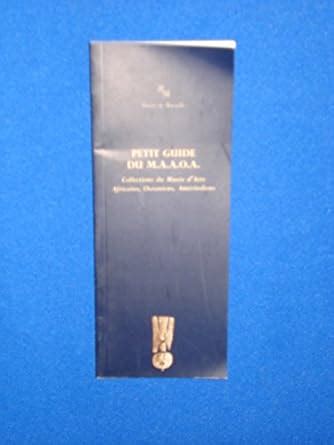 PETIT GUIDE
DU M.A.A.O.A.
Collections du Musée d'Arts
Africains, Océaniens, Amérindiens